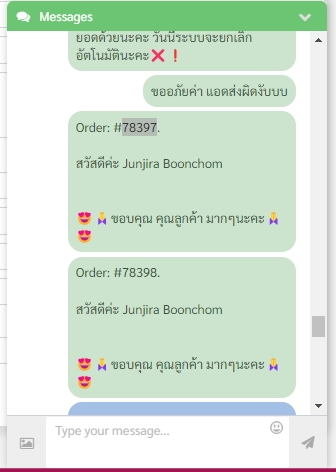 Messages
ยอดด้วยนะคะ วันนี้ระบบจะยกเลิก
อัตโนมัตินะคะ❌❗
ขออภัยค่า แอดส่งผิดงับบบ
Order: #78397.
สวัสดีค่ะ Junjira Boonchom
😍🙏 ขอบคุณ คุณลูกค้า มากๆนะคะ 🙏
😍
Order: #78398.
สวัสดีค่ะ Junjira Boonchom
😍🙏 ขอบคุณ คุณลูกค้า มากๆนะคะ 🙏
😍
Type your message...